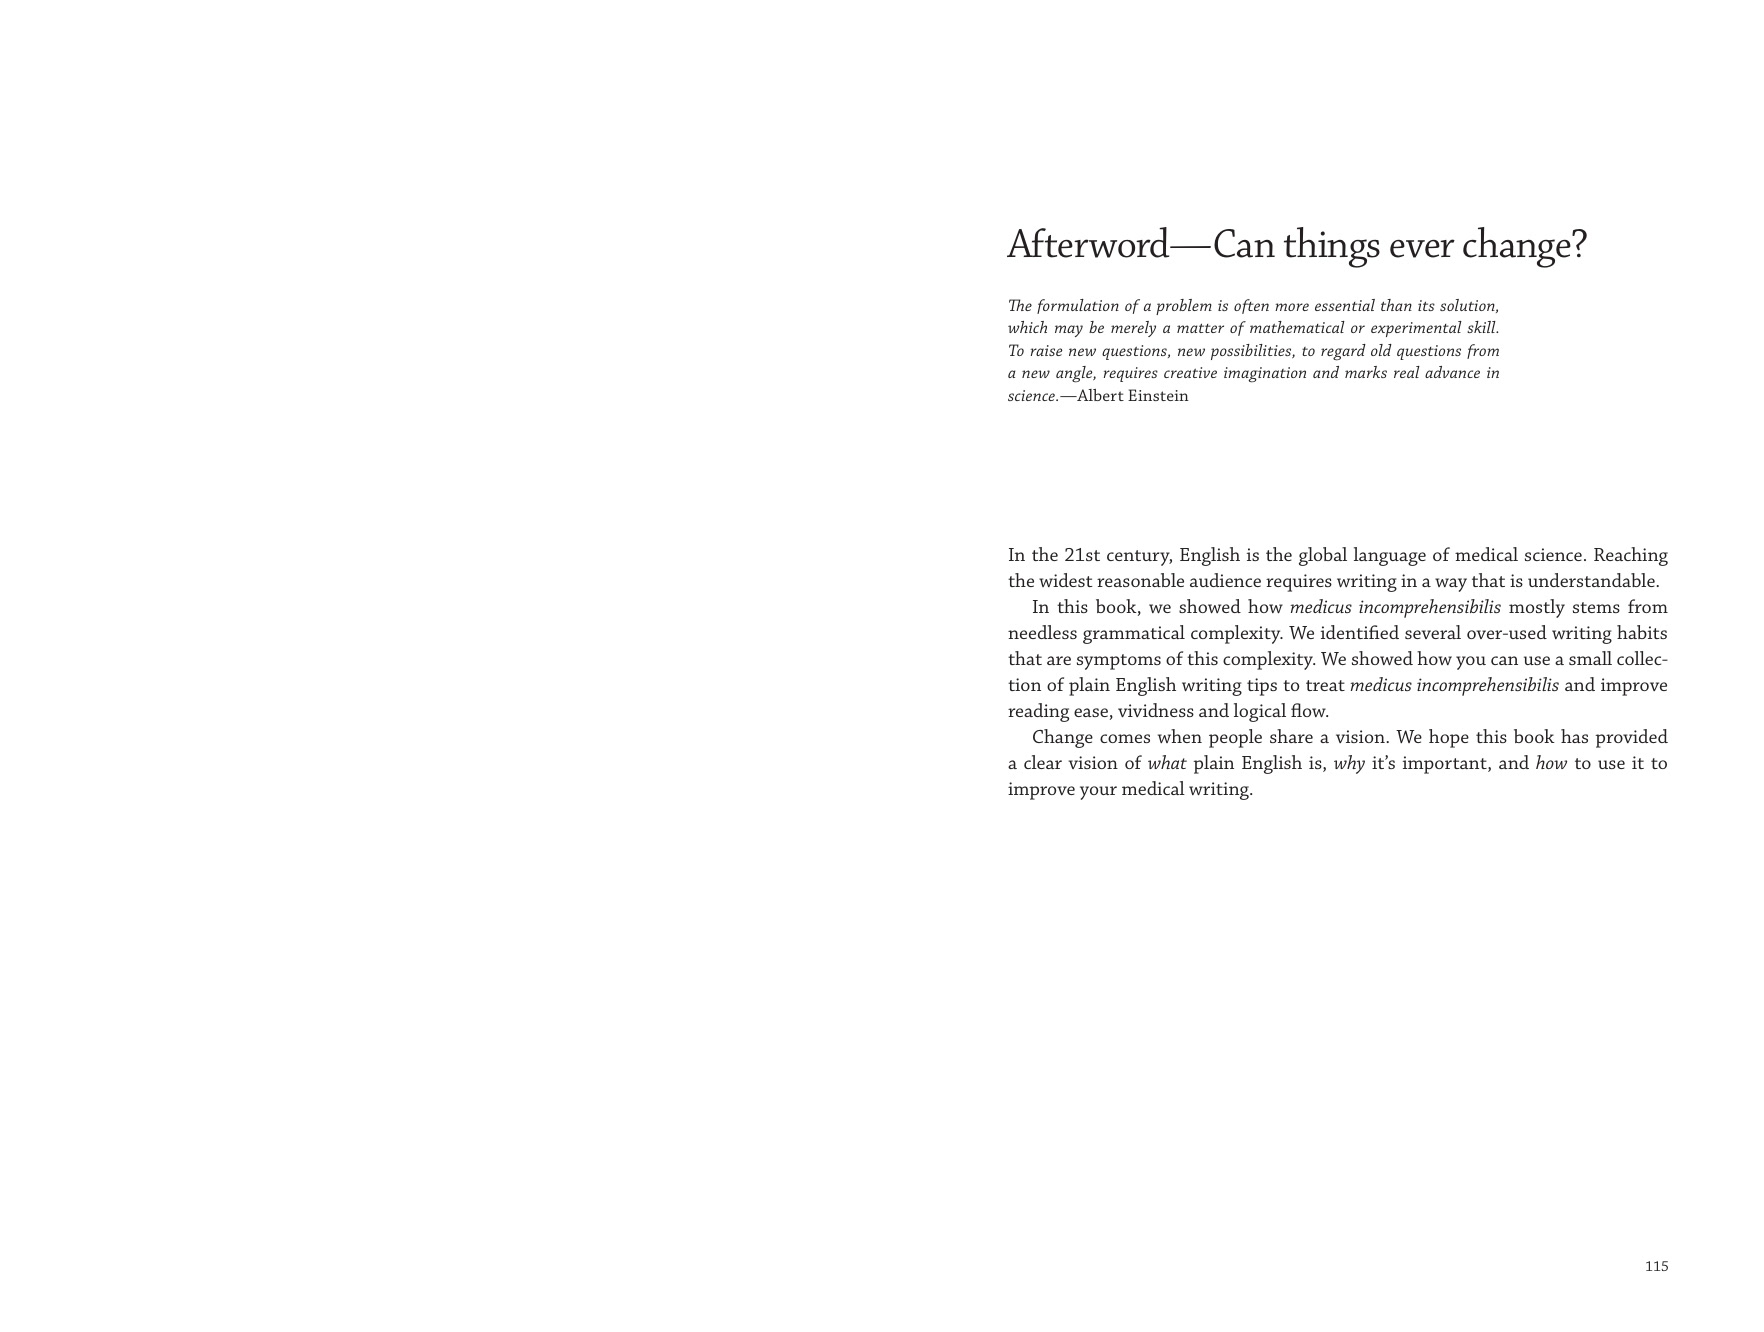 Afterword—Can things ever change?
The formulation of a problem is often more essential than its solution,
which may be merely a matter of mathematical or experimental skill.
To raise new questions, new possibilities, to regard old questions from
a new angle, requires creative imagination and marks real advance in
science.—Albert Einstein
In the 21st century, English is the global language of medical science. Reaching
the widest reasonable audience requires writing in a way that is understandable.
In this book, we showed how medicus incomprehensibilis mostly stems from
needless grammatical complexity. We identified several over-used writing habits
that are symptoms of this complexity. We showed how you can use a small collec-
tion of plain English writing tips to treat medicus incomprehensibilis and improve
reading ease, vividness and logical flow.
Change comes when people share a vision. We hope this book has provided
a clear vision of what plain English is, why it’s important, and how to use it to
improve your medical writing.
115